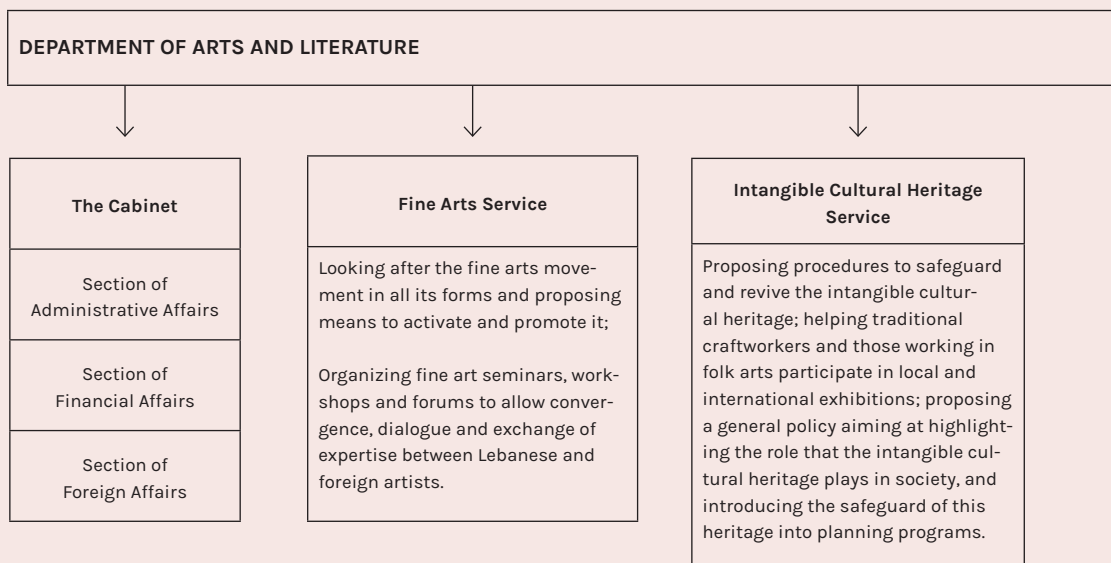 DEPARTMENT OF ARTS AND LITERATURE
The Cabinet
Section of
Administrative Affairs
Section of
Financial Affairs
Section of
Foreign Affairs
Fine Arts Service
Looking after the fine arts move-
ment in all its forms and proposing
means to activate and promote it;
Organizing fine art seminars, work-
shops and forums to allow conver-
gence, dialogue and exchange of
expertise between Lebanese and
foreign artists.
Intangible Cultural Heritage
Service
Proposing procedures to safeguard
and revive the intangible cultur-
al heritage; helping traditional
craftworkers and those working in
folk arts participate in local and
international exhibitions; proposing
a general policy aiming at highlight-
ing the role that the intangible cul-
tural heritage plays in society, and
introducing the safeguard of this
heritage into planning programs.